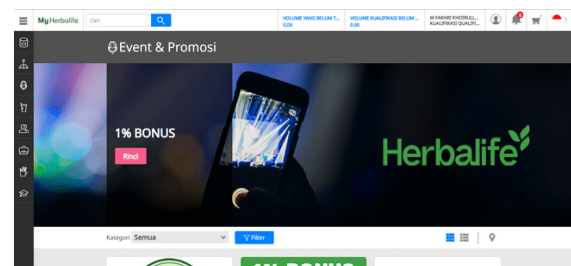 MyHerbalife
Cari
VOLUME YANG BELUM T...
0,00
VOLUME KUALIFIKASI BELUM ...
0.00
M FAKHRI KHOIRULL...
KUALIFIKASI QUALIFI...
Event & Promosi
1% BONUS
Rinci
Herbalife
Kategori
Semua
Filter
1% BONUS